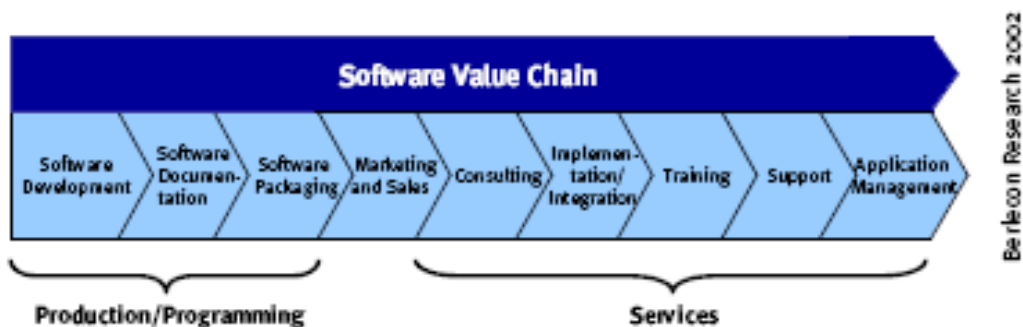 Software Value Chain
Software
Development
Software
Documen-
tation
Software
Packaging
Marketing
and Sales
Consulting
Implemen-
tation/
Integration
Training
Support
Application
Management
Production/Programming
Services
Berlecon Research 2002